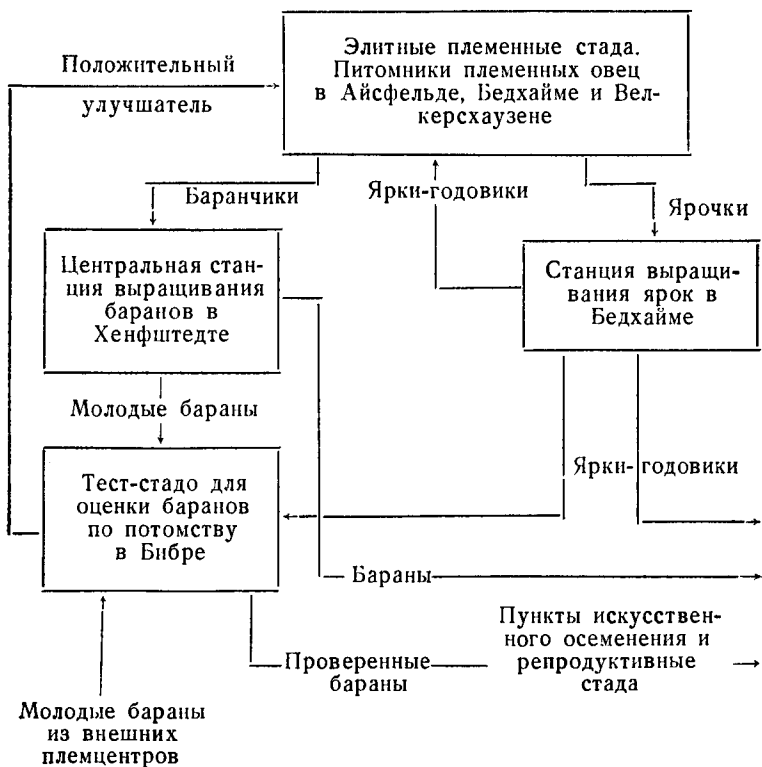 Положительный
улучшатель
Элитные племенные стада.
Питомники племенных овец
в Айсфельде, Бедхайме и Вел-
керсхаузене
Баранчики
Ярки-годовики
Ярочки
Центральная стан-
ция выращивания
баранов в
Хенфштедте
Станция выращи-
вания ярок в
Бедхайме
Молодые бараны
Тест-стадо для
оценки баранов
по потомству
в Бибре
Ярки-годовики
Бараны
Проверенные
бараны
Пункты искусствен-
ного осеменения и
репродуктивные
стада
Молодые бараны
из внешних
племцентров